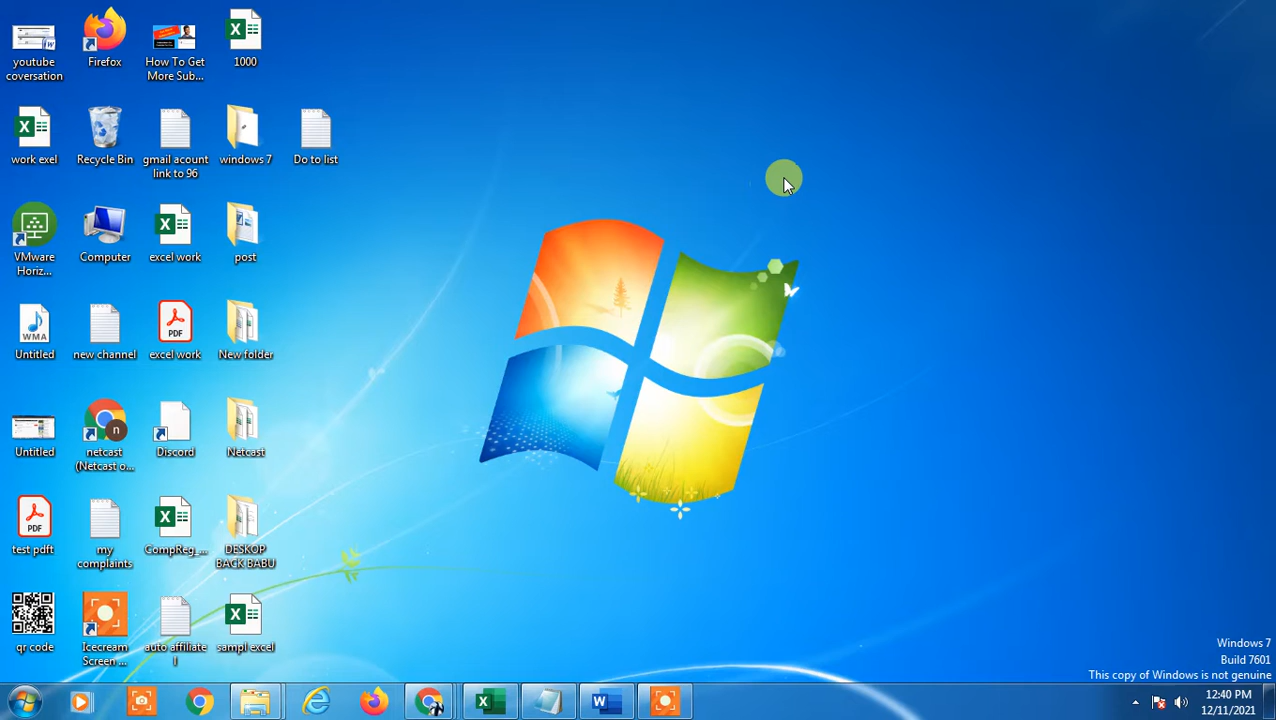 youtube
coversation
Firefox
How To Get
More Sub...
1000
work exel
Recycle Bin
gmail acount
link to 96
windows 7
Do to list
VMware
Horiz...
Computer
excel work
post
WMA
Untitled
new channel
PDF
excel work
New folder
Untitled
n
netcast
(Netcast o...
Discord
Netcast
PDF
test pdft
my
complaints
CompReg_...
DESKOP
BACK BABU
qr code
Icecream
Screen ...
auto affiliate
l
sampl excel
Windows 7
Build 7601
This copy of Windows is not genuine
12:40 PM
12/11/2021